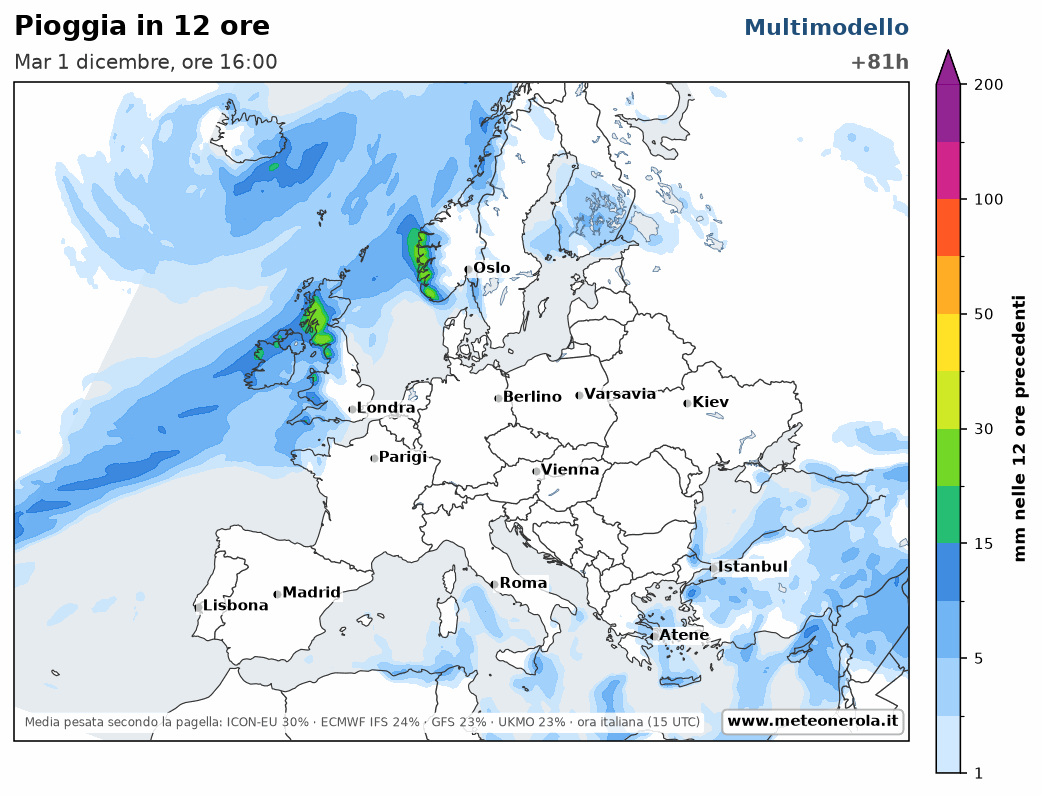 Pioggia in 12 ore
Multimodello
Mar 1 dicembre, ore 16:00
+81h
200
100
50
30
15
5
1
mm nelle 12 ore precedenti
Oslo
Berlino
Varsavia
Kiev
Londra
Parigi
Vienna
Istanbul
Roma
Madrid
Lisbona
Atene
Media pesata secondo la pagella: ICON-EU 30% · ECMWF IFS 24% · GFS 23% · UKMO 23% · ora italiana (15 UTC)
www.meteonerola.it